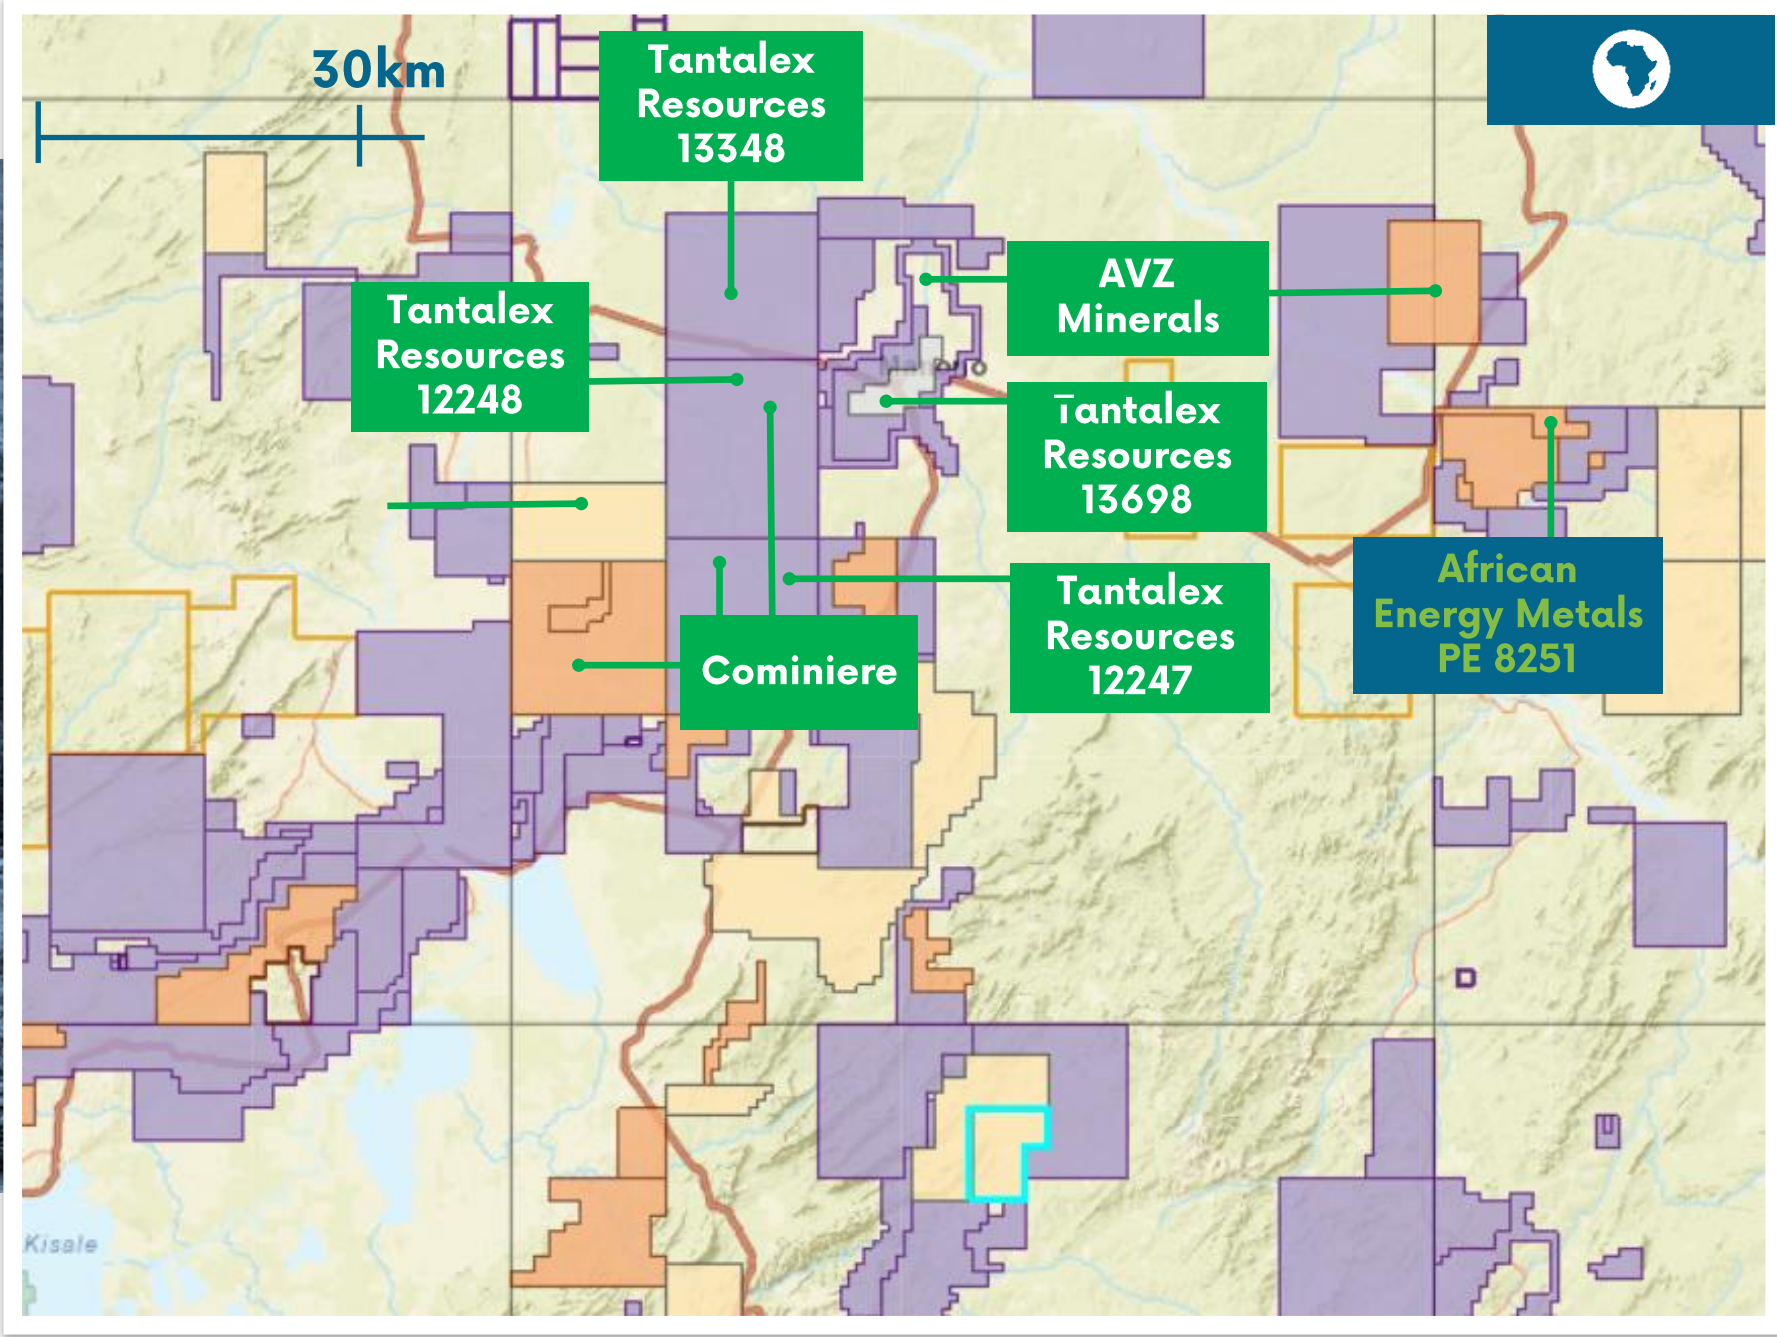 30km
Tantalex
Resources
13348
Tantalex
Resources
12248
AVZ
Minerals
Tantalex
Resources
13698
Tantalex
Resources
12247
Cominiere
African
Energy Metals
PE 8251
Kisale